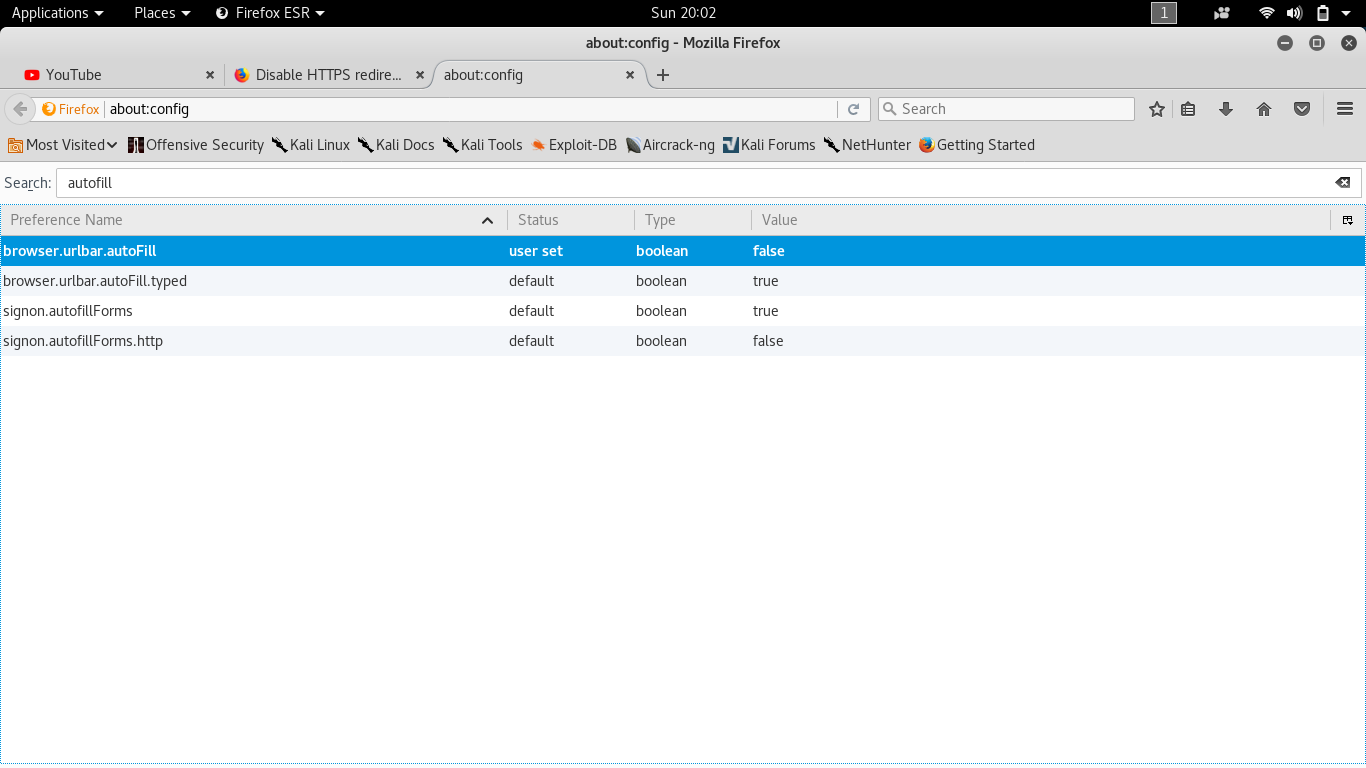 Applications Places Firefox ESR Sun 20:02 1
about:config - Mozilla Firefox
YouTube Disable HTTPS redire... about:config
Firefox about:config Search
Most Visited Offensive Security Kali Linux Kali Docs Kali Tools Exploit-DB Aircrack-ng Kali Forums NetHunter Getting Started
Search: autofill
Preference Name Status Type Value
browser.urlbar.autoFill user set boolean false
browser.urlbar.autoFill.typed default boolean true
signon.autofillForms default boolean true
signon.autofillForms.http default boolean false